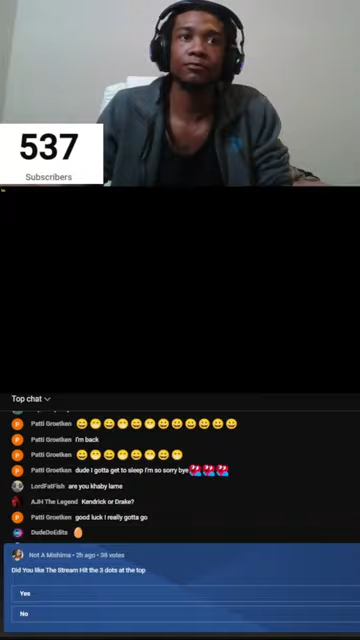 537
Subscribers
Top chat
Patti Groetken
Patti Groetken I'm back
Patti Groetken
Patti Groetken dude I gotta get to sleep I'm so sorry bye
LordFatFish are you khaby lame
AJH The Legend Kendrick or Drake?
Patti Groetken good luck I really gotta go
DudeDoEdits
Not A Mishima • 2h ago • 38 votes
Did You like The Stream Hit the 3 dots at the top
Yes
No